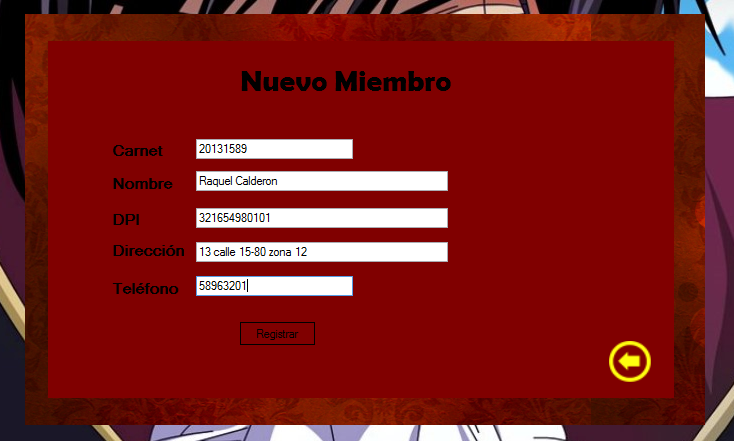 Nuevo Miembro
Carnet 20131589
Nombre Raquel Calderon
DPI 321654980101
Dirección 13 calle 15-80 zona 12
Teléfono 58963201
Registrar